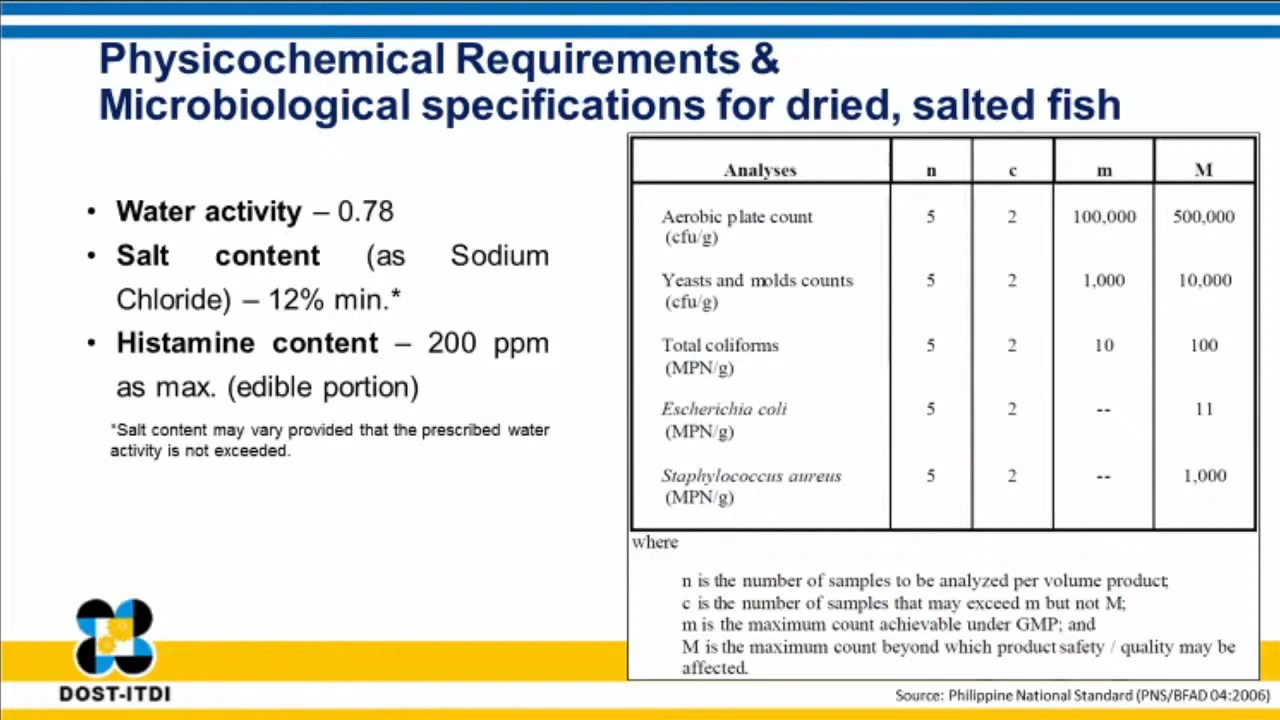 Physicochemical Requirements &
Microbiological specifications for dried, salted fish
• Water activity – 0.78
• Salt content (as Sodium
Chloride) – 12% min.*
• Histamine content – 200 ppm
as max. (edible portion)
*Salt content may vary provided that the prescribed water
activity is not exceeded.
Analyses n c m M
Aerobic plate count 5 2 100,000 500,000
(cfu/g)
Yeasts and molds counts 5 2 1,000 10,000
(cfu/g)
Total coliforms 5 2 10 100
(MPN/g)
Escherichia coli 5 2 -- 11
(MPN/g)
Staphylococcus aureus 5 2 -- 1,000
(MPN/g)
where
n is the number of samples to be analyzed per volume product;
c is the number of samples that may exceed m but not M;
m is the maximum count achievable under GMP; and
M is the maximum count beyond which product safety / quality may be
affected.
DOST-ITDI
Source: Philippine National Standard (PNS/BFAD 04:2006)